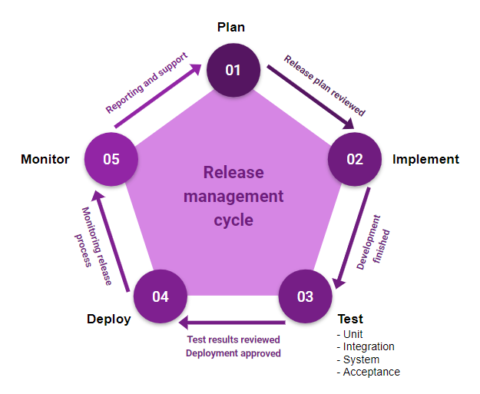 Plan
01
Reporting and support
Release plan reviewed
Monitor
05
02
Implement
Release
management
cycle
Monitoring release
process
Development
finished
04
03
Deploy
Test
Test results reviewed
Deployment approved
- Unit
- Integration
- System
- Acceptance